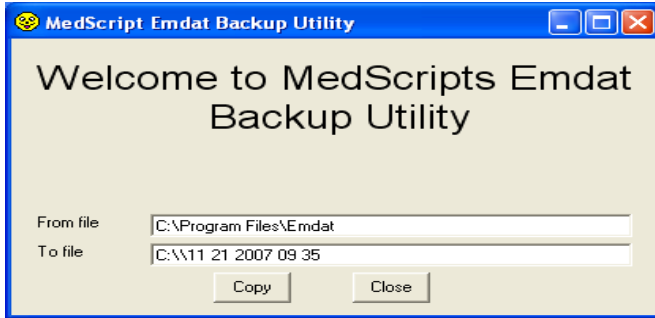 MedScript Emdat Backup Utility
Welcome to MedScripts Emdat
Backup Utility
From file
C:\Program Files\Emdat
To file
C:\\11 21 2007 09 35
Copy
Close